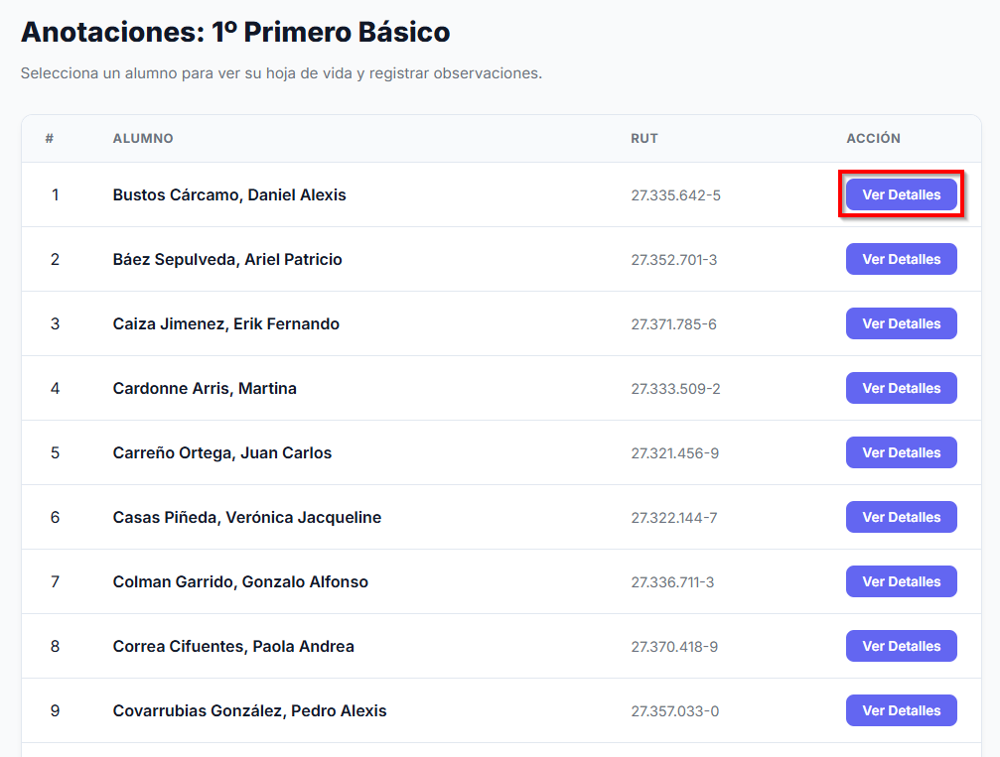 Anotaciones: 1º Primero Básico
Selecciona un alumno para ver su hoja de vida y registrar observaciones.
# ALUMNO RUT ACCIÓN
1 Bustos Cárcamo, Daniel Alexis 27.335.642-5 Ver Detalles
2 Báez Sepulveda, Ariel Patricio 27.352.701-3 Ver Detalles
3 Caiza Jimenez, Erik Fernando 27.371.785-6 Ver Detalles
4 Cardonne Arris, Martina 27.333.509-2 Ver Detalles
5 Carreño Ortega, Juan Carlos 27.321.456-9 Ver Detalles
6 Casas Piñeda, Verónica Jacqueline 27.322.144-7 Ver Detalles
7 Colman Garrido, Gonzalo Alfonso 27.336.711-3 Ver Detalles
8 Correa Cifuentes, Paola Andrea 27.370.418-9 Ver Detalles
9 Covarrubias González, Pedro Alexis 27.357.033-0 Ver Detalles